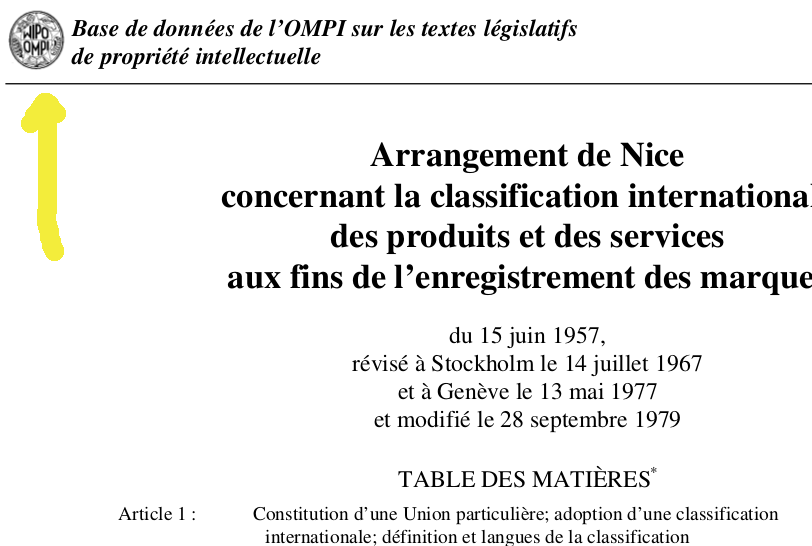 WIPO
OMPI
Base de données de l’OMPI sur les textes législatifs
de propriété intellectuelle
Arrangement de Nice
concernant la classification international
des produits et des services
aux fins de l’enregistrement des marque
du 15 juin 1957,
révisé à Stockholm le 14 juillet 1967
et à Genève le 13 mai 1977
et modifié le 28 septembre 1979
TABLE DES MATIÈRES*
Article 1 : Constitution d’une Union particulière; adoption d’une classification
internationale; définition et langues de la classification